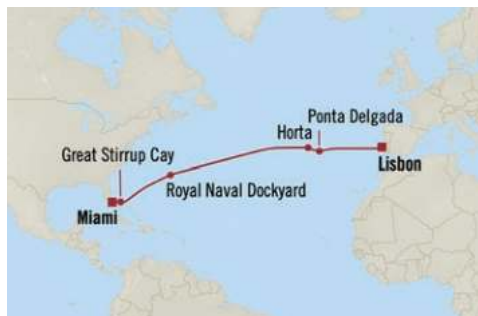 Ponta Delgada
Horta
Great Stirrup Cay
Lisbon
Royal Naval Dockyard
Miami